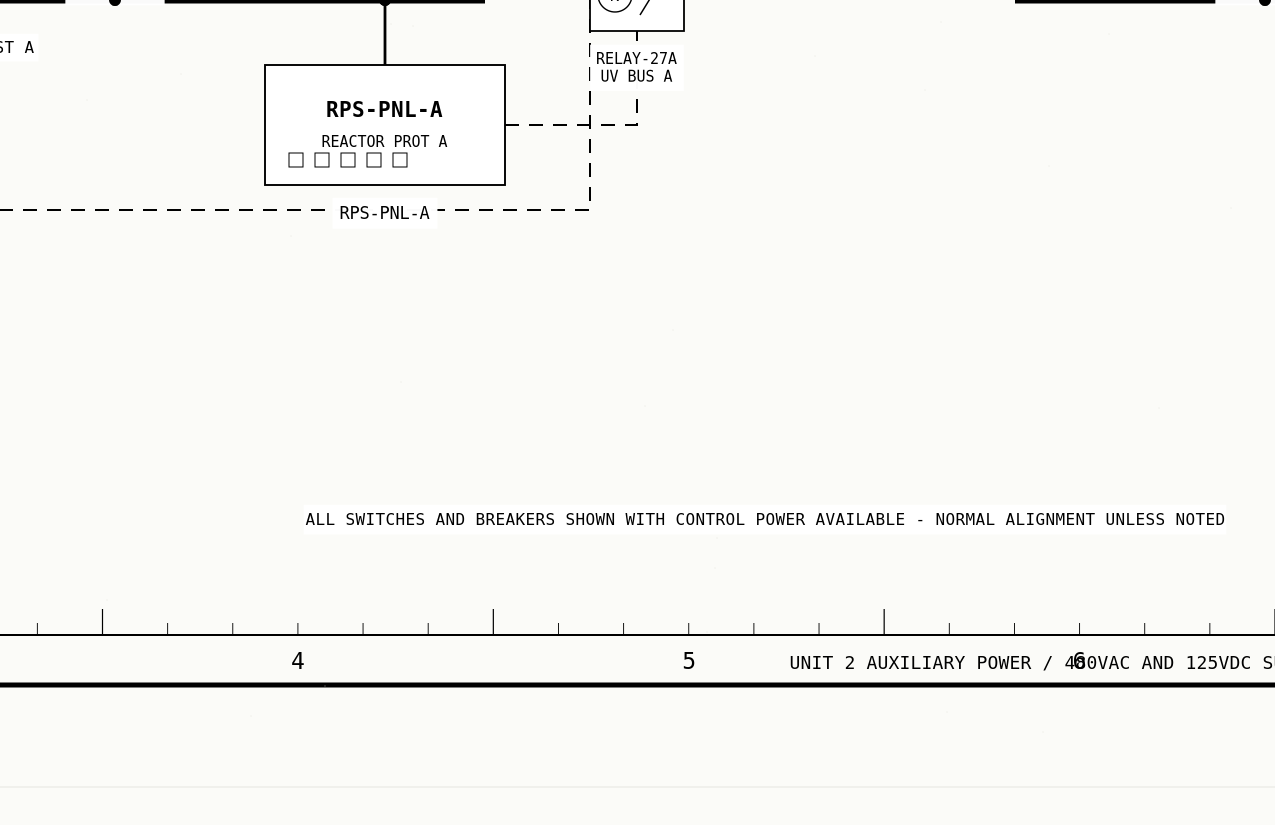 ST A
RELAY-27A
UV BUS A
RPS-PNL-A
REACTOR PROT A
RPS-PNL-A
ALL SWITCHES AND BREAKERS SHOWN WITH CONTROL POWER AVAILABLE - NORMAL ALIGNMENT UNLESS NOTED
4
5
6
UNIT 2 AUXILIARY POWER / 480VAC AND 125VDC